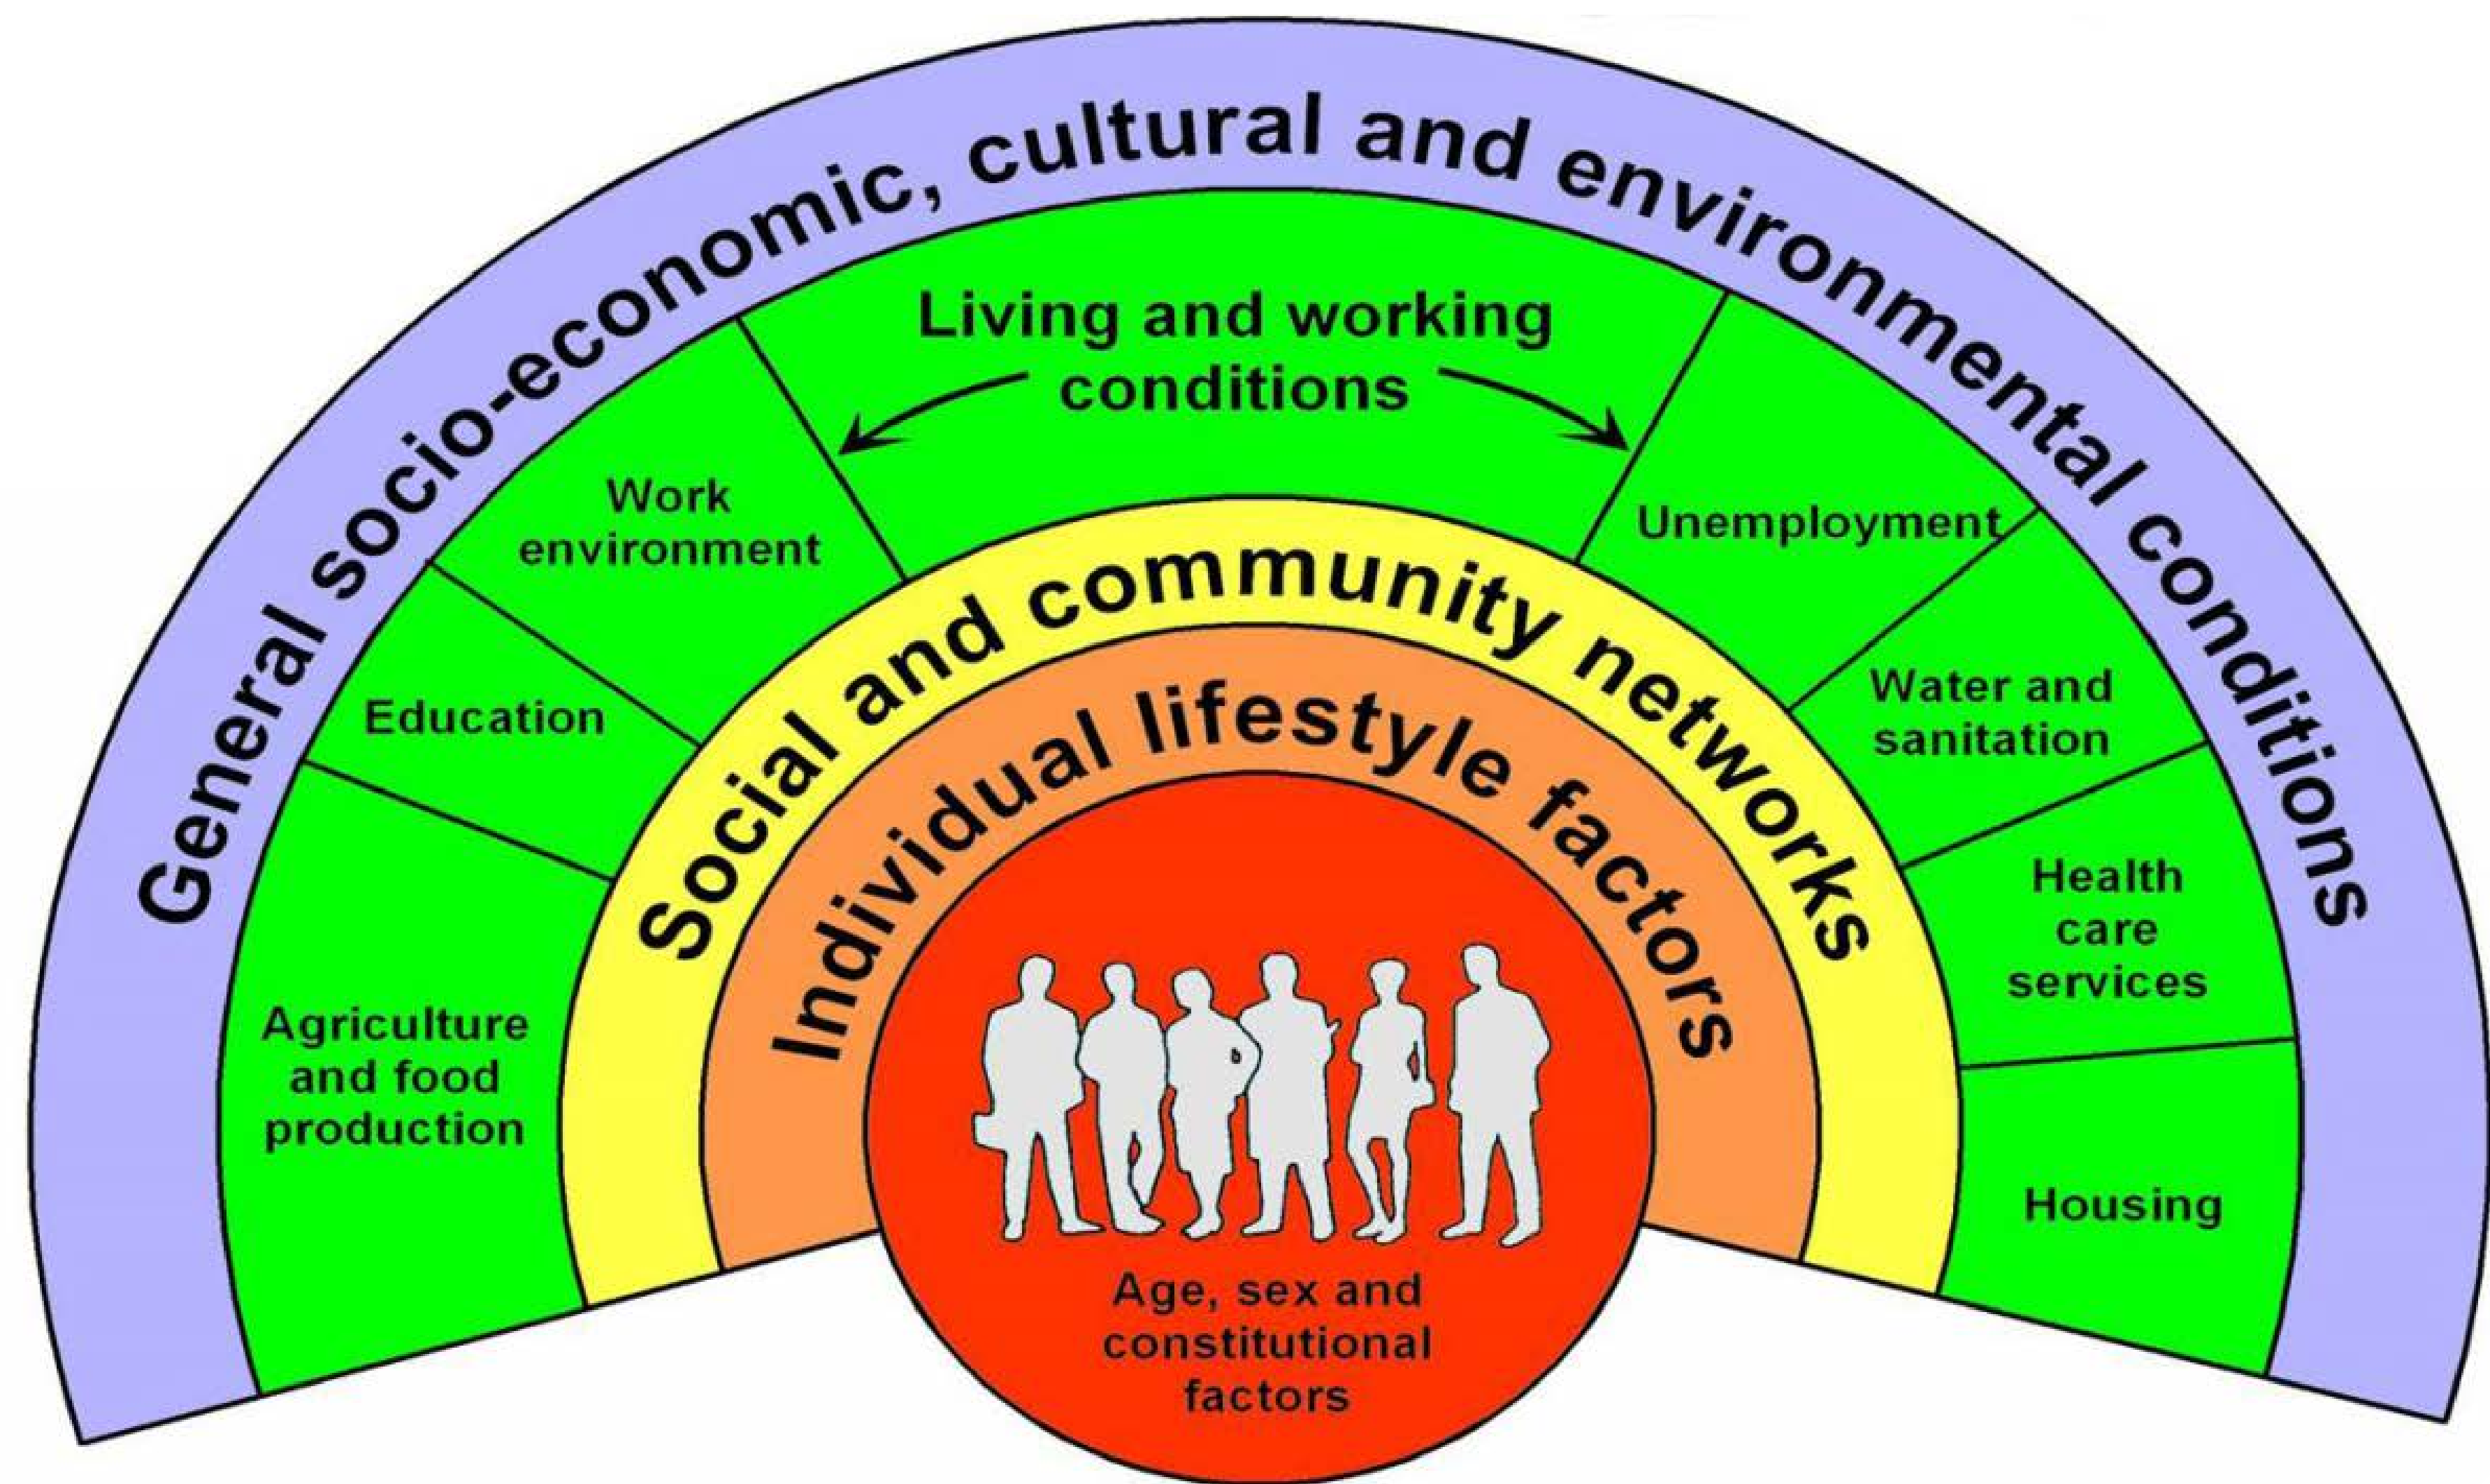 General socio-economic, cultural and environmental conditions
Living and working
conditions
Work
environment
Education
Agriculture
and food
production
Unemployment
Water and
sanitation
Health
care
services
Housing
Social and community networks
Individual lifestyle factors
Age, sex and
constitutional
factors